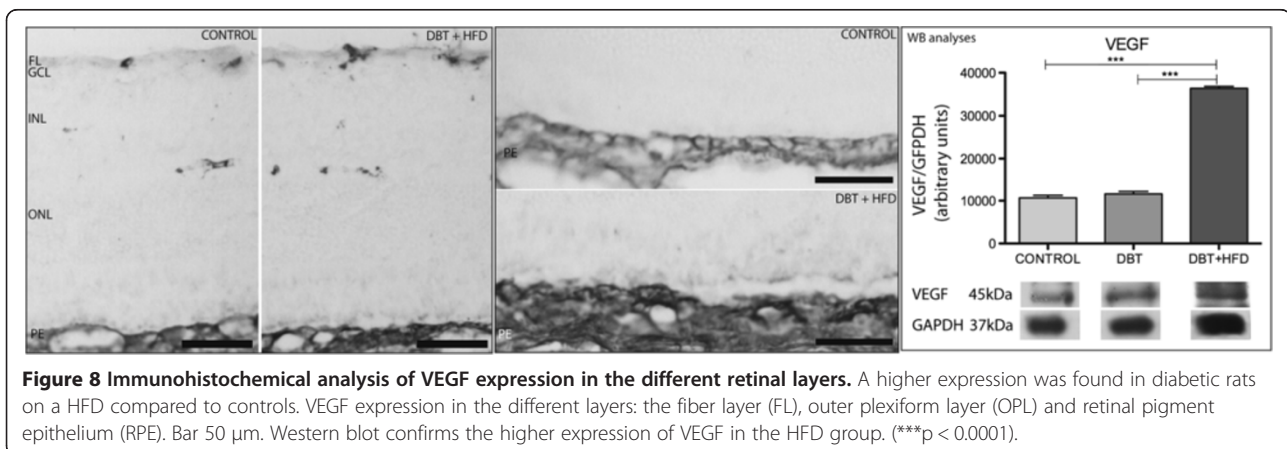 CONTROL
DBT + HFD
FL
GCL
INL
ONL
PE
CONTROL
PE
DBT + HFD
PE
WB analyses
VEGF
***
***
VEGF/GFPDH
(arbitrary units)
40000
30000
20000
10000
0
CONTROL DBT DBT+HFD
VEGF 45kDa
GAPDH 37kDa
Figure 8 Immunohistochemical analysis of VEGF expression in the different retinal layers. A higher expression was found in diabetic rats
on a HFD compared to controls. VEGF expression in the different layers: the fiber layer (FL), outer plexiform layer (OPL) and retinal pigment
epithelium (RPE). Bar 50 μm. Western blot confirms the higher expression of VEGF in the HFD group. (***p < 0.0001).